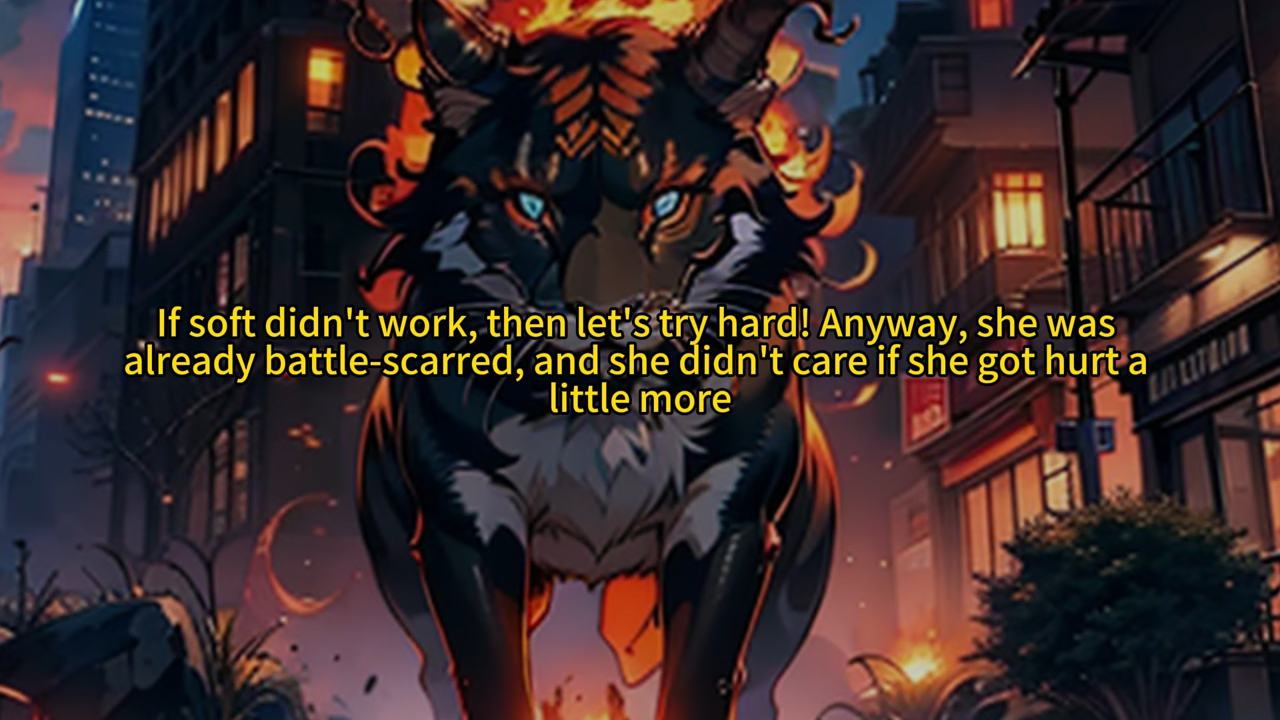 If soft didn't work, then let's try hard! Anyway, she was
already battle-scarred, and she didn't care if she got hurt a
little more